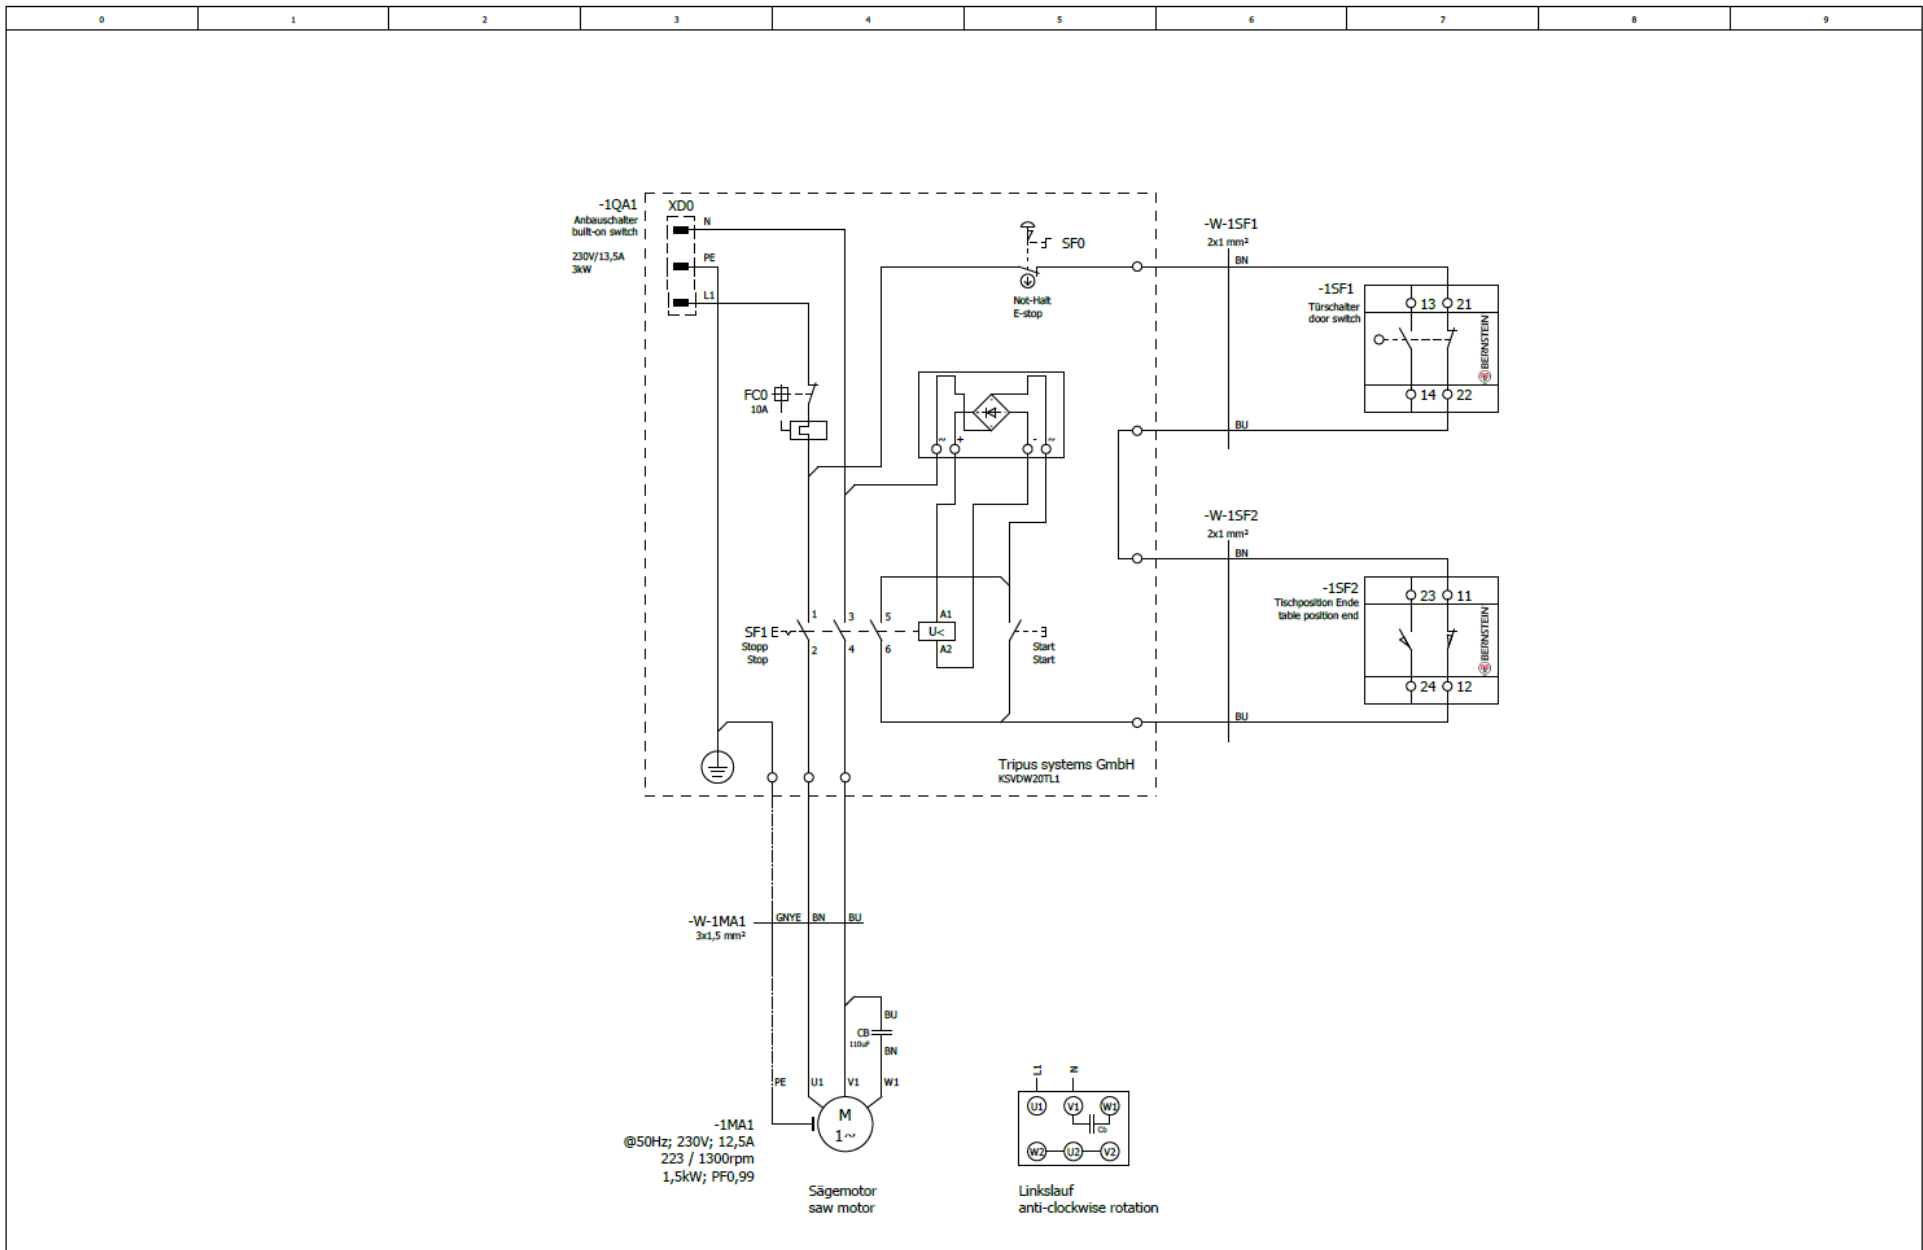 0 1 2 3 4 5 6 7 8 9
-1QA1
Anbauschalter
built-on switch
230V/13,5A
3kW
XD0
N
PE
L1
SF0
Not-Halt
E-stop
-W-1SF1
2x1 mm²
BN
-1SF1
Türschalter
door switch
13 21
BERNSTEIN
14 22
BU
FC0
10A
~ + - ~
-W-1SF2
2x1 mm²
BN
-1SF2
Tischposition Ende
table position end
23 11
BERNSTEIN
24 12
BU
SF1
Stopp
Stop
1 3 5
2 4 6
A1
U<
A2
Start
Start
Tripus systems GmbH
KSVDW20TL1
-W-1MA1
3x1,5 mm²
GNYE BN BU
BU
CB
110uF
BN
PE U1 V1 W1
M
1~
-1MA1
@50Hz; 230V; 12,5A
223 / 1300rpm
1,5kW; PF0,99
Sägemotor
saw motor
L1 N
U1 V1 W1
Cb
W2 U2 V2
Linkslauf
anti-clockwise rotation